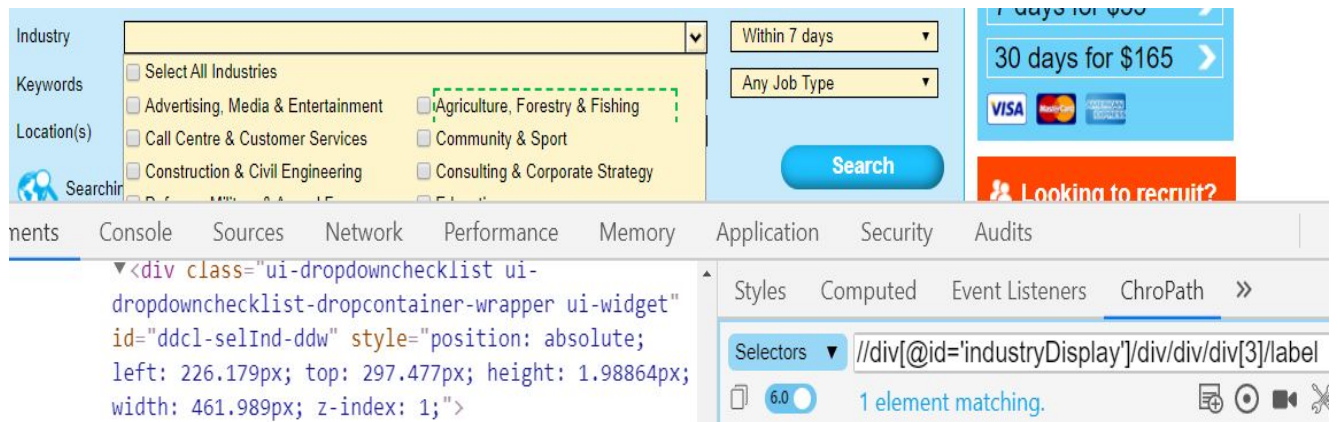 Industry
Within 7 days
30 days for $165
Select All Industries
Keywords
Any Job Type
Advertising, Media & Entertainment
Agriculture, Forestry & Fishing
VISA MasterCard
Location(s)
Call Centre & Customer Services
Community & Sport
Construction & Civil Engineering
Consulting & Corporate Strategy
Search
Searchin
Looking to recruit?
ments Console Sources Network Performance Memory Application Security Audits
▼<div class="ui-dropdownchecklist ui-
dropdownchecklist-dropcontainer-wrapper ui-widget"
id="ddcl-selInd-ddw" style="position: absolute;
left: 226.179px; top: 297.477px; height: 1.98864px;
width: 461.989px; z-index: 1;">
Styles Computed Event Listeners ChroPath »
Selectors ▼ //div[@id='industryDisplay']/div/div/div[3]/label
6.0 1 element matching.